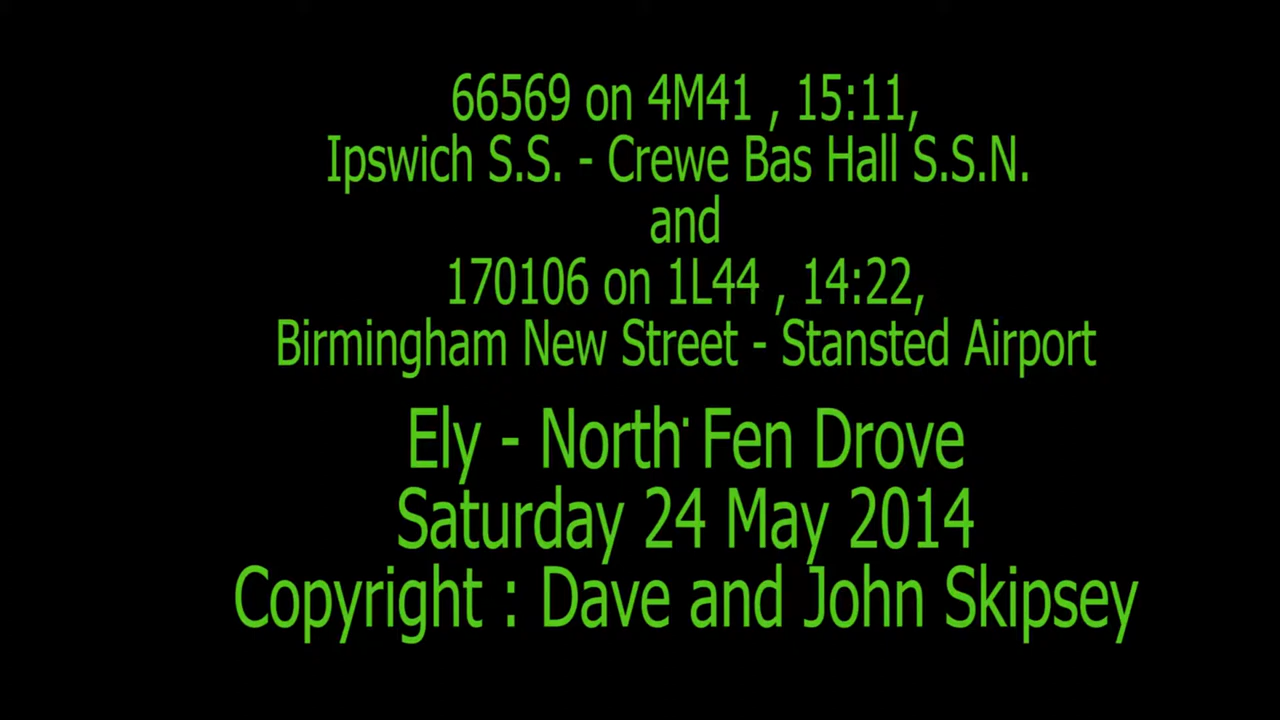 66569 on 4M41 , 15:11,
Ipswich S.S. - Crewe Bas Hall S.S.N.
and
170106 on 1L44 , 14:22,
Birmingham New Street - Stansted Airport
Ely - North Fen Drove
Saturday 24 May 2014
Copyright : Dave and John Skipsey